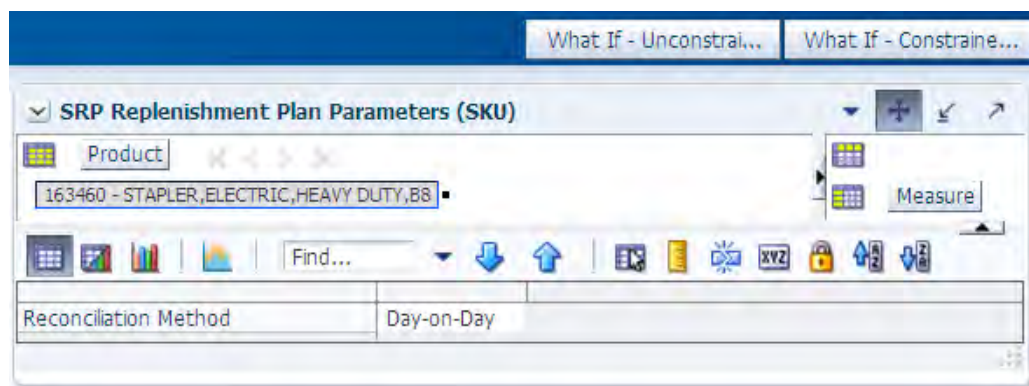 What If - Unconstrai... What If - Constraine...
SRP Replenishment Plan Parameters (SKU)
Product
163460 - STAPLER,ELECTRIC,HEAVY DUTY,B8
Measure
Find...
XYZ
A Z
Z A
Reconciliation Method Day-on-Day